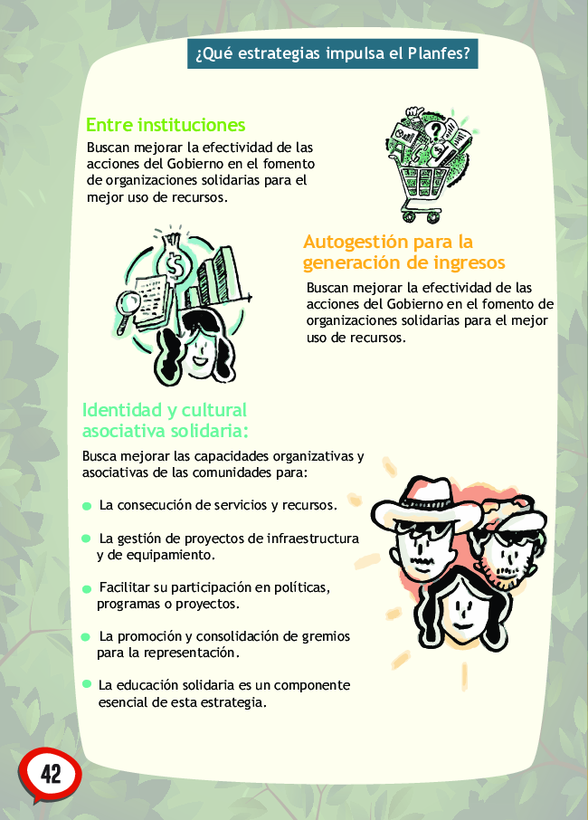 ¿Qué estrategias impulsa el Planfes?
Entre instituciones
Buscan mejorar la efectividad de las
acciones del Gobierno en el fomento
de organizaciones solidarias para el
mejor uso de recursos.
Autogestión para la
generación de ingresos
Buscan mejorar la efectividad de las
acciones del Gobierno en el fomento de
organizaciones solidarias para el mejor
uso de recursos.
Identidad y cultural
asociativa solidaria:
Busca mejorar las capacidades organizativas y
asociativas de las comunidades para:
La consecución de servicios y recursos.
La gestión de proyectos de infraestructura
y de equipamiento.
Facilitar su participación en políticas,
programas o proyectos.
La promoción y consolidación de gremios
para la representación.
La educación solidaria es un componente
esencial de esta estrategia.
42